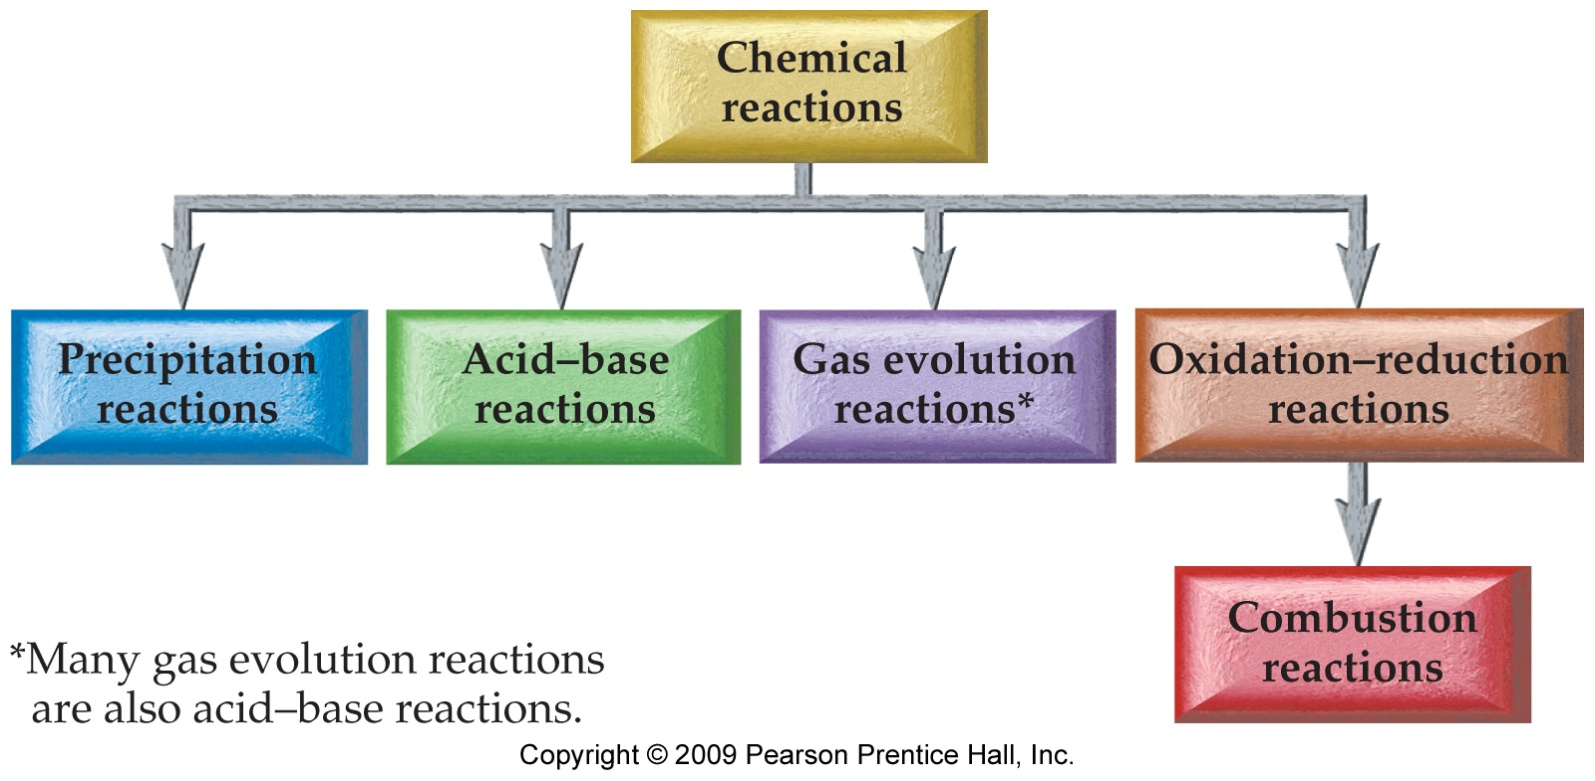 Chemical
reactions
Precipitation
reactions
Acid–base
reactions
Gas evolution
reactions*
Oxidation–reduction
reactions
Combustion
reactions
*Many gas evolution reactions
are also acid–base reactions.
Copyright © 2009 Pearson Prentice Hall, Inc.